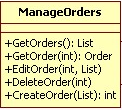 ManageOrders
+GetOrders(): List
+GetOrder(int): Order
+EditOrder(int, List)
+DeleteOrder(int)
+CreateOrder(List): int